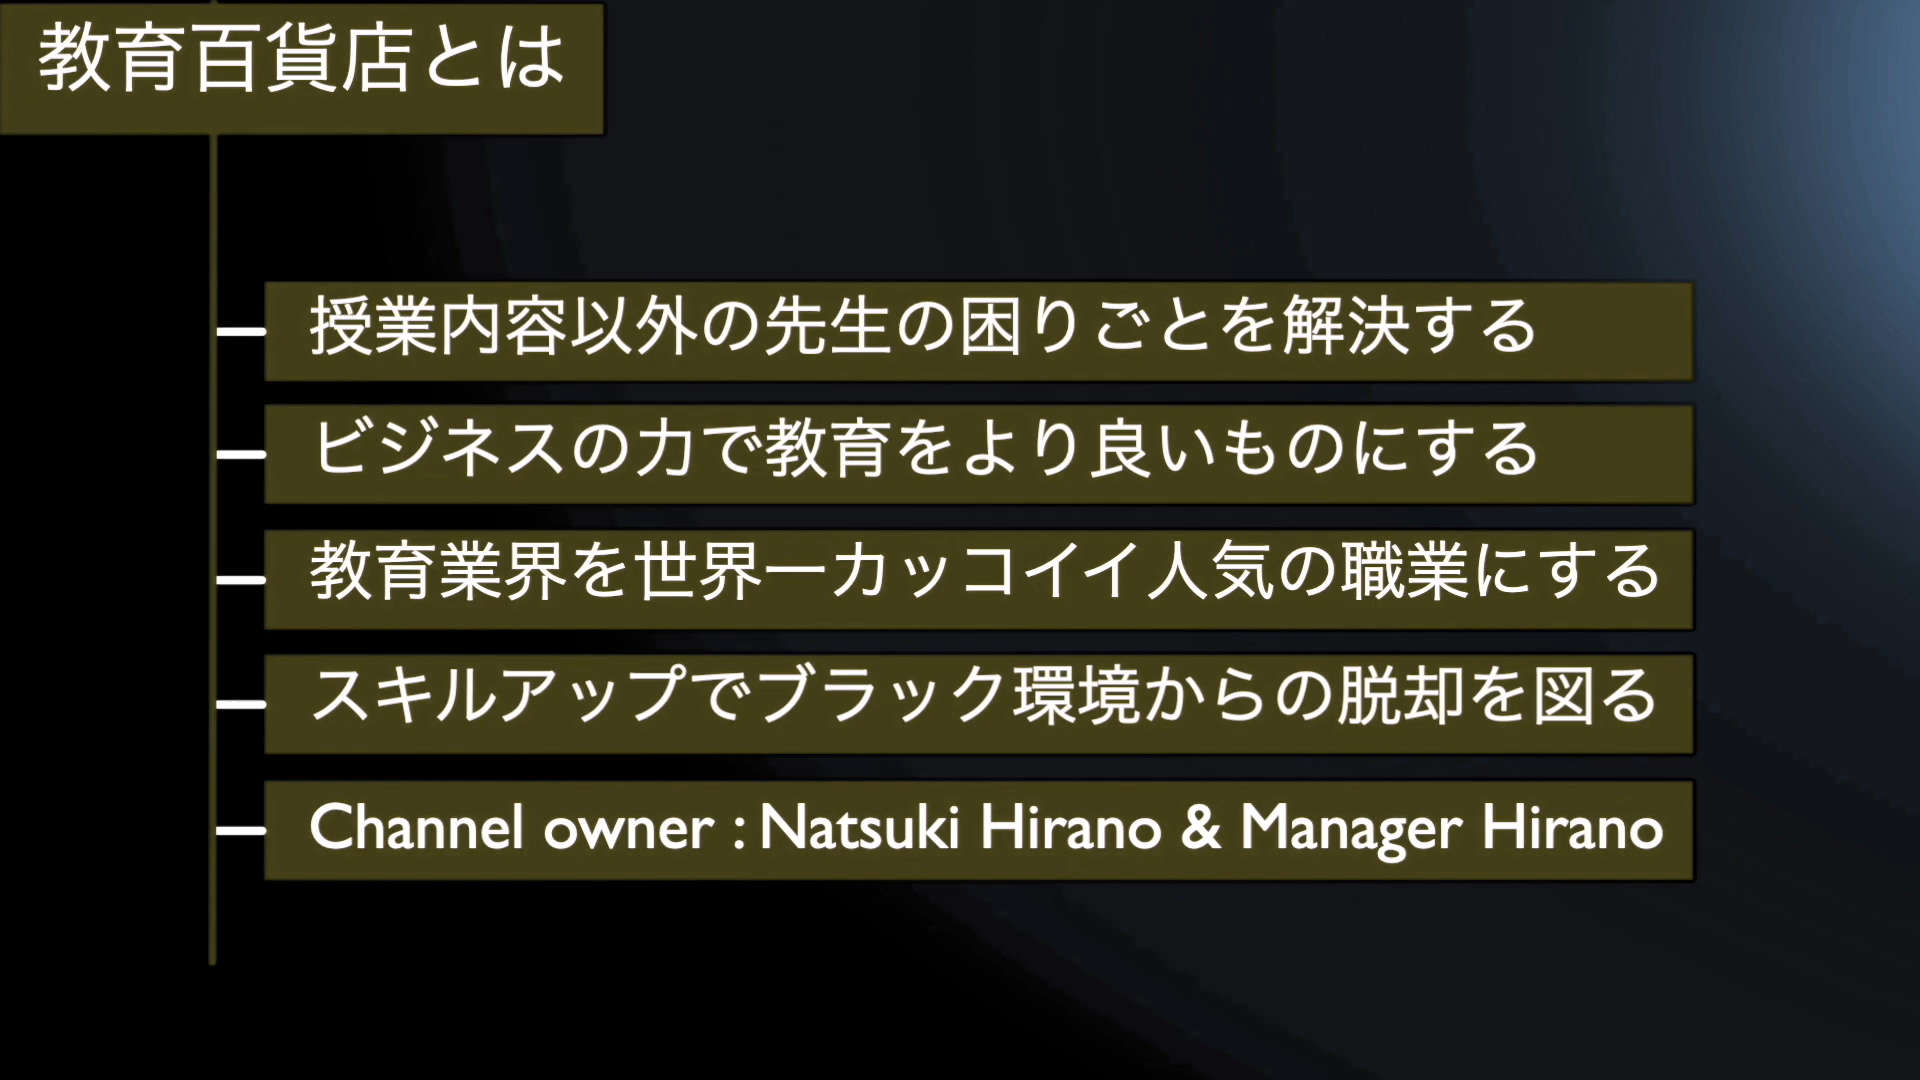 教育百貨店とは
授業内容以外の先生の困りごとを解決する
ビジネスの力で教育をより良いものにする
教育業界を世界一カッコイイ人気の職業にする
スキルアップでブラック環境からの脱却を図る
Channel owner : Natsuki Hirano & Manager Hirano